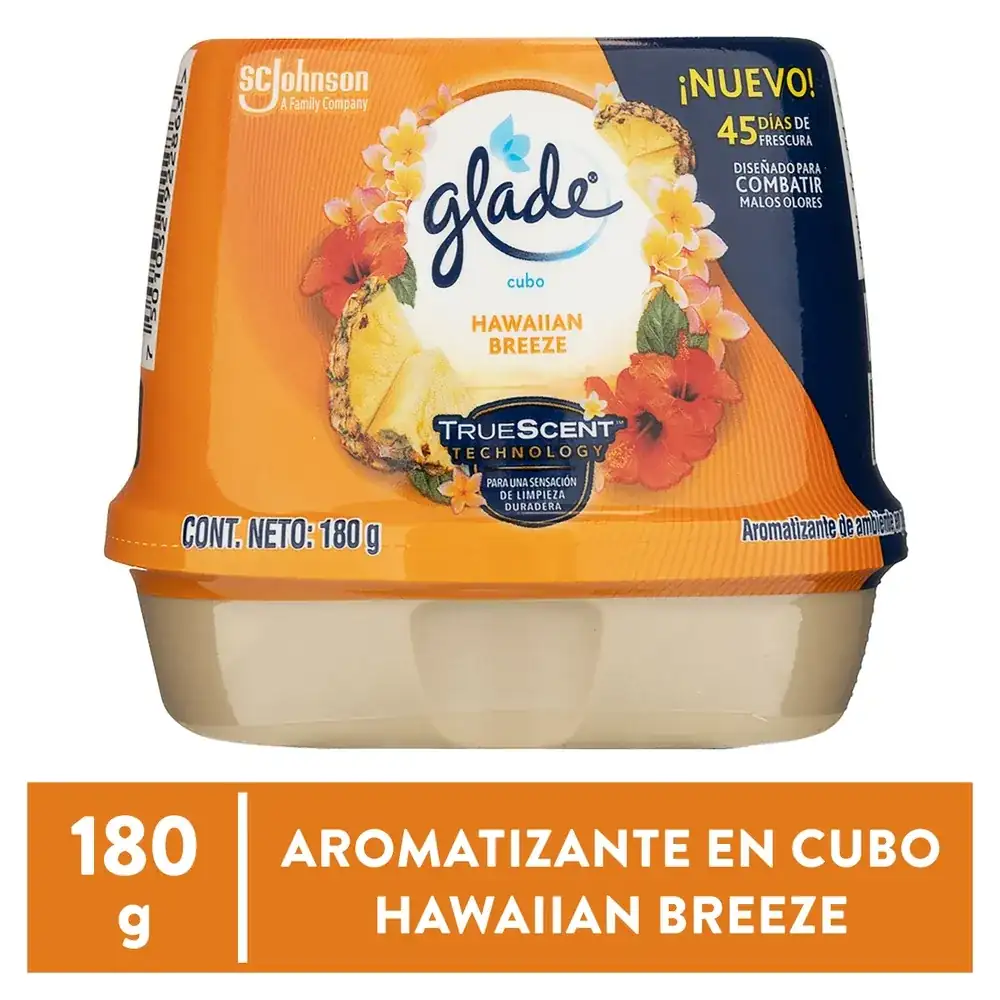 SC Johnson
A Family Company
¡NUEVO!
45 DÍAS DE
FRESCURA
DISEÑADO PARA
COMBATIR
MALOS OLORES
glade®
cubo
HAWAIIAN
BREEZE
TRUESCENT™
TECHNOLOGY
PARA UNA SENSACIÓN
DE LIMPIEZA
DURADERA
CONT. NETO: 180 g
Aromatizante de ambiente
180
g
AROMATIZANTE EN CUBO
HAWAIIAN BREEZE